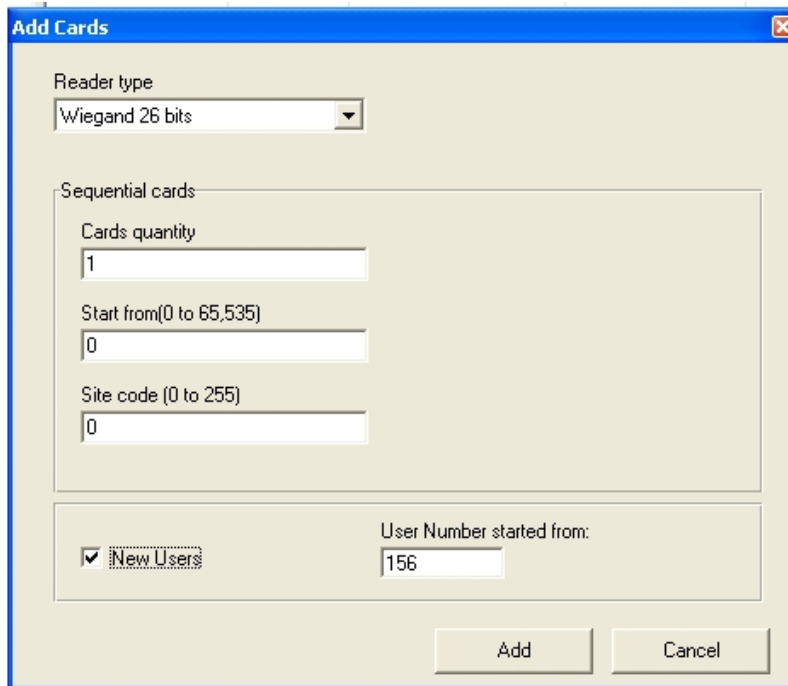 Add Cards
Reader type
Wiegand 26 bits
Sequential cards
Cards quantity
1
Start from(0 to 65,535)
0
Site code (0 to 255)
0
New Users
User Number started from:
156
Add
Cancel